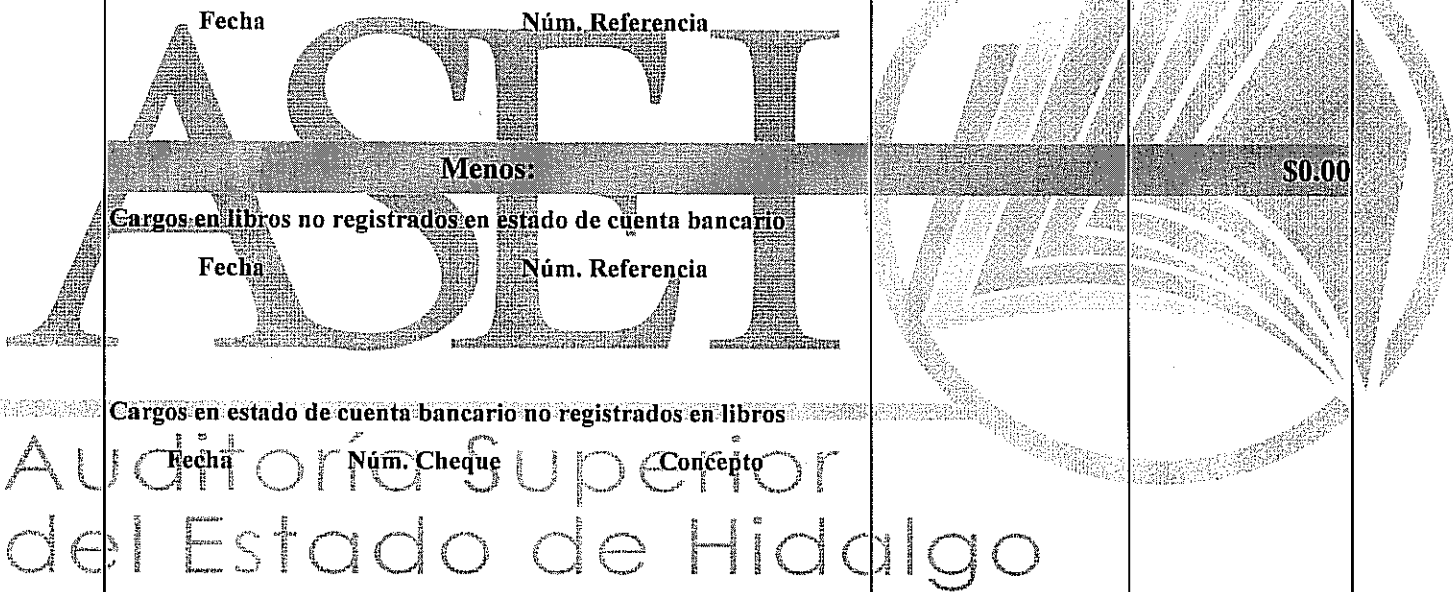 Fecha Núm. Referencia
ASEH
Menos: $0.00
Cargos en libros no registrados en estado de cuenta bancario
Fecha Núm. Referencia
Cargos en estado de cuenta bancario no registrados en libros
Fecha Núm. Cheque Concepto
Auditoría Superior
del Estado de Hidalgo